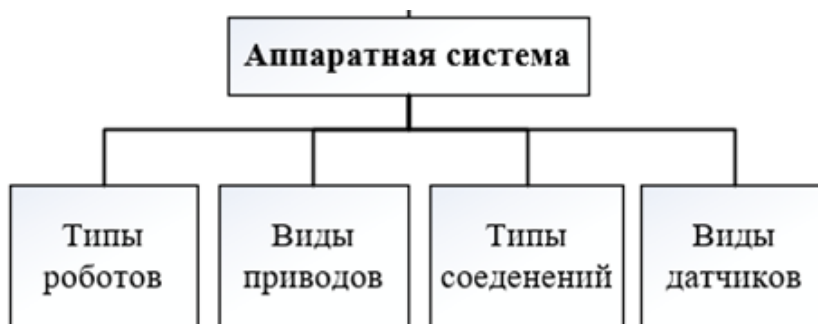 Аппаратная система
Типы
роботов
Виды
приводов
Типы
соеденений
Виды
датчиков